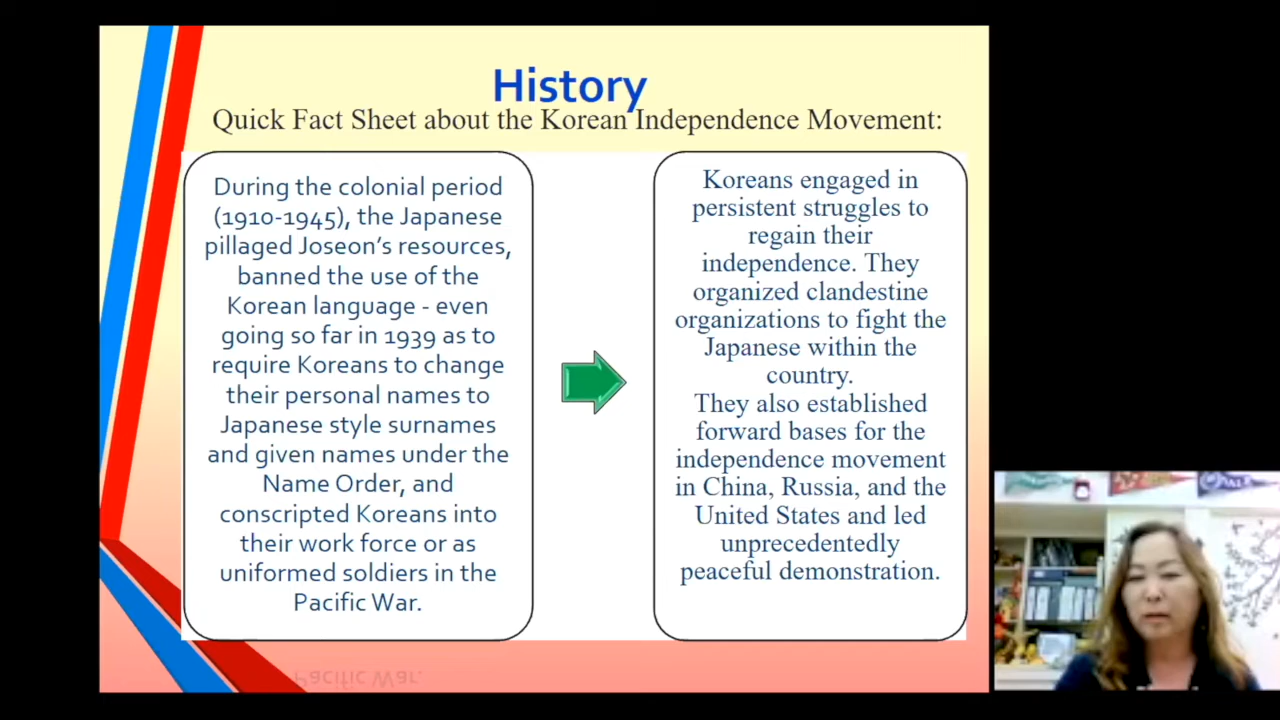 History
Quick Fact Sheet about the Korean Independence Movement:
During the colonial period
(1910-1945), the Japanese
pillaged Joseon's resources,
banned the use of the
Korean language - even
going so far in 1939 as to
require Koreans to change
their personal names to
Japanese style surnames
and given names under the
Name Order, and
conscripted Koreans into
their work force or as
uniformed soldiers in the
Pacific War.
Koreans engaged in
persistent struggles to
regain their
independence. They
organized clandestine
organizations to fight the
Japanese within the
country.
They also established
forward bases for the
independence movement
in China, Russia, and the
United States and led
unprecedentedly
peaceful demonstration.